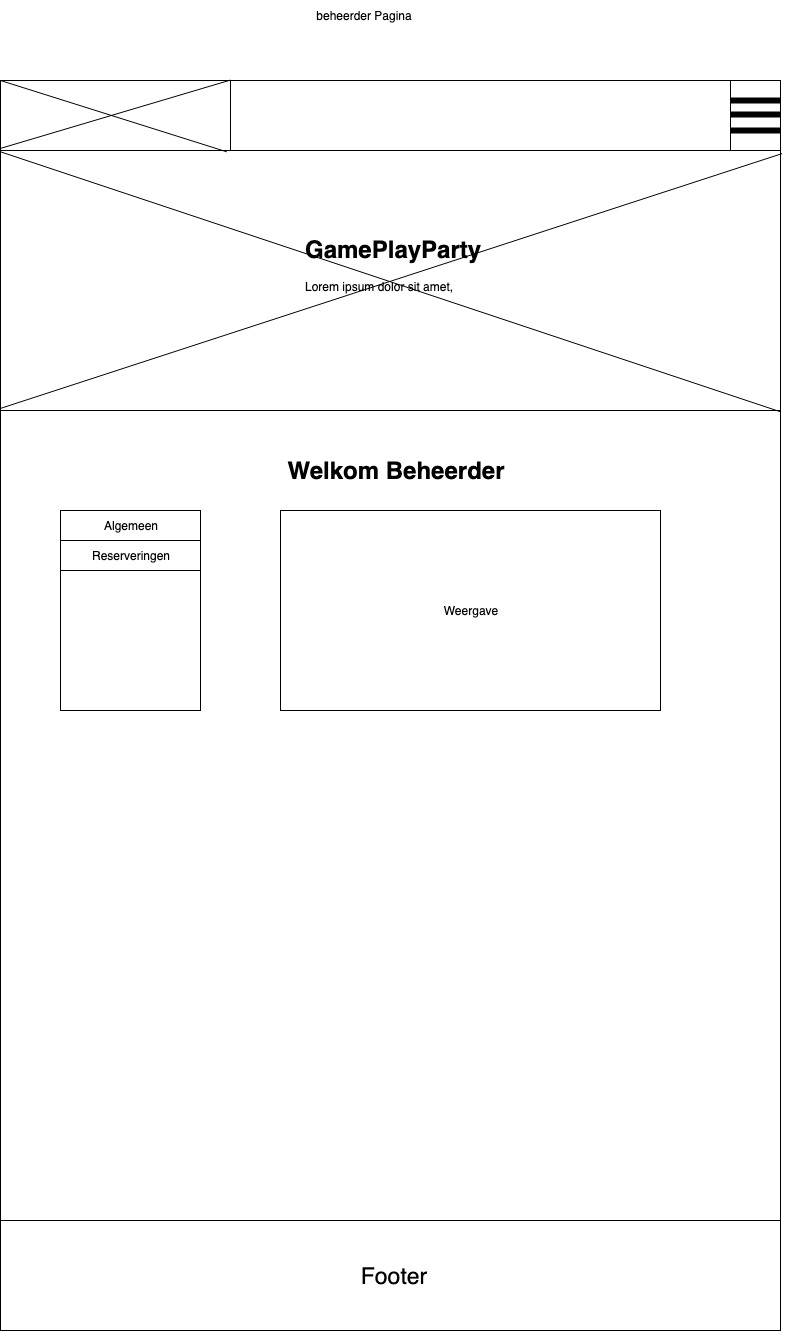 beheerder Pagina
GamePlayParty
Lorem ipsum dolor sit amet,
Welkom Beheerder
Algemeen
Reserveringen
Weergave
Footer